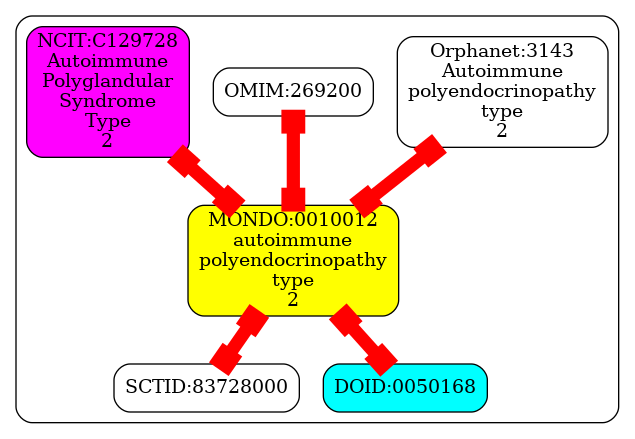 NCIT:C129728
Autoimmune
Polyglandular
Syndrome
Type
2
OMIM:269200
Orphanet:3143
Autoimmune
polyendocrinopathy
type
2
MONDO:0010012
autoimmune
polyendocrinopathy
type
2
SCTID:83728000
DOID:0050168